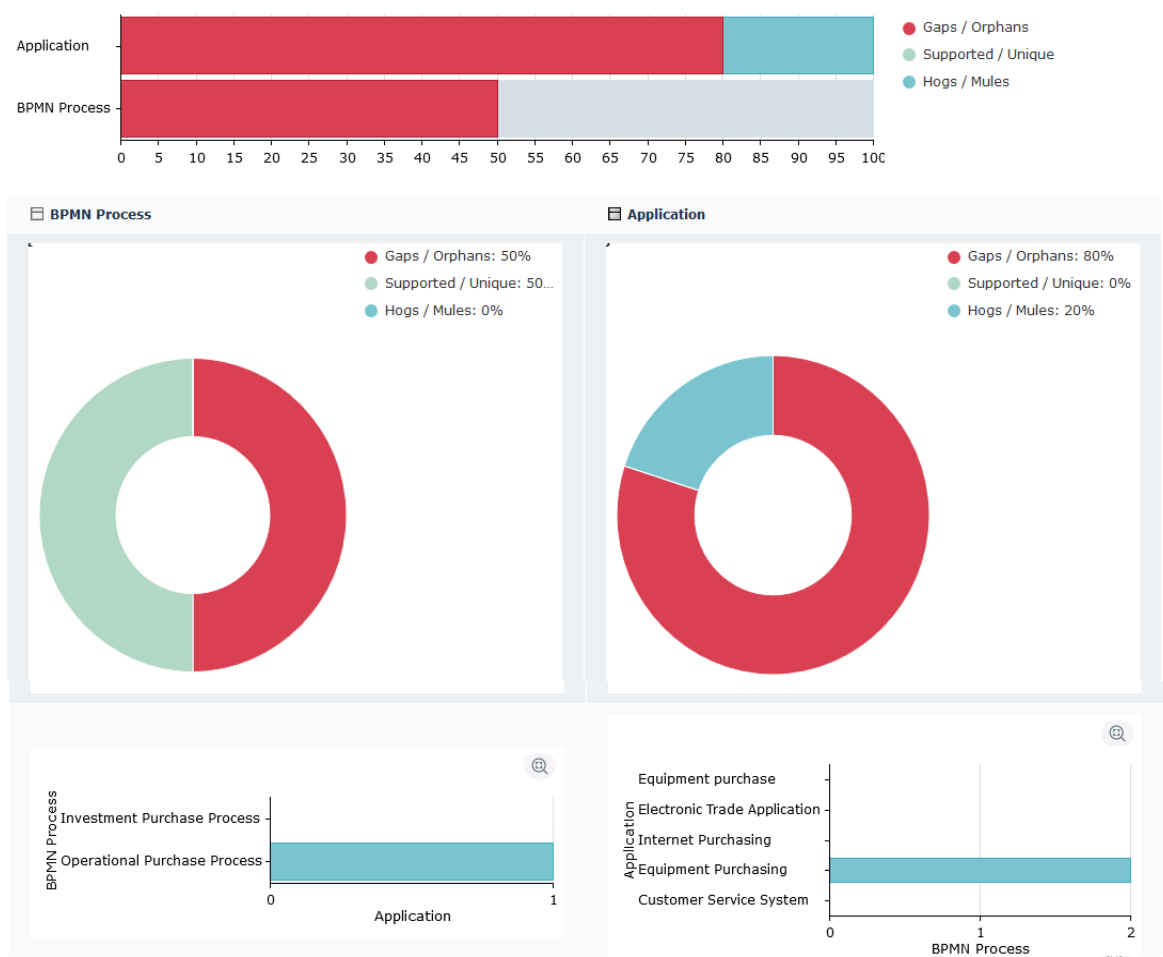 Application
BPMN Process
0 5 10 15 20 25 30 35 40 45 50 55 60 65 70 75 80 85 90 95 100
Gaps / Orphans
Supported / Unique
Hogs / Mules
BPMN Process
Gaps / Orphans: 50%
Supported / Unique: 50...
Hogs / Mules: 0%
Application
Gaps / Orphans: 80%
Supported / Unique: 0%
Hogs / Mules: 20%
BPMN Process
Investment Purchase Process
Operational Purchase Process
0 1
Application
Application
Equipment purchase
Electronic Trade Application
Internet Purchasing
Equipment Purchasing
Customer Service System
0 1 2
BPMN Process